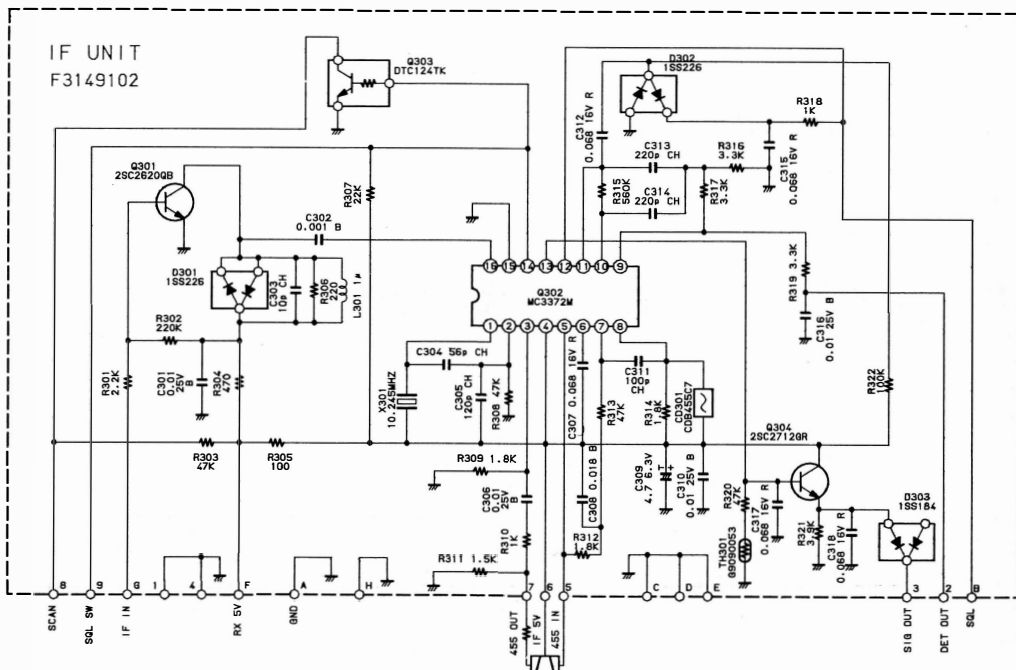 IF UNIT
F3149102
Q303
DTC124TK
D302
1SS226
R318
1K
C312
0.068 16V R
C313
220p CH
R316
3.3K
C315
0.068 16V R
Q301
2SC2620QB
R307
22K
R315
560K
C314
220p CH
R317
3.3K
C302
0.001 B
16
15
14
13
12
11
10
9
D301
1SS226
C303
10p CH
R306
220
L301 1μ
Q302
MC3372M
R319 3.3K
C316
0.01 25V B
1
2
3
4
5
6
7
8
R302
220K
C304 56p CH
R301
2.2K
C301
0.01
25V
B
R304
470
X301
10.245MHZ
C305
120p CH
R308 47K
C307 0.068 16V R
C311
100p
CH
R313
47K
R314
1.8K
CD301
CDB455C7
R322
100K
R303
47K
R305
100
Q304
2SC2712GR
R309 1.8K
C306
0.01
25V
B
C308 0.018 B
C309
4.7 6.3V
C310
0.01 25V B
R320
47K
C317
0.068 16V R
D303
1SS184
R310
1K
R312
1.8K
R321
3.9K
C318
0.068 16V R
R311 1.5K
TH301
G9090053
8
9
G
1
4
F
A
H
7
6
5
C
D
E
3
2
B
SCAN
SQL SW
IF IN
RX 5V
GND
455 OUT
IF 5V
455 IN
SIG OUT
DET OUT
SQL